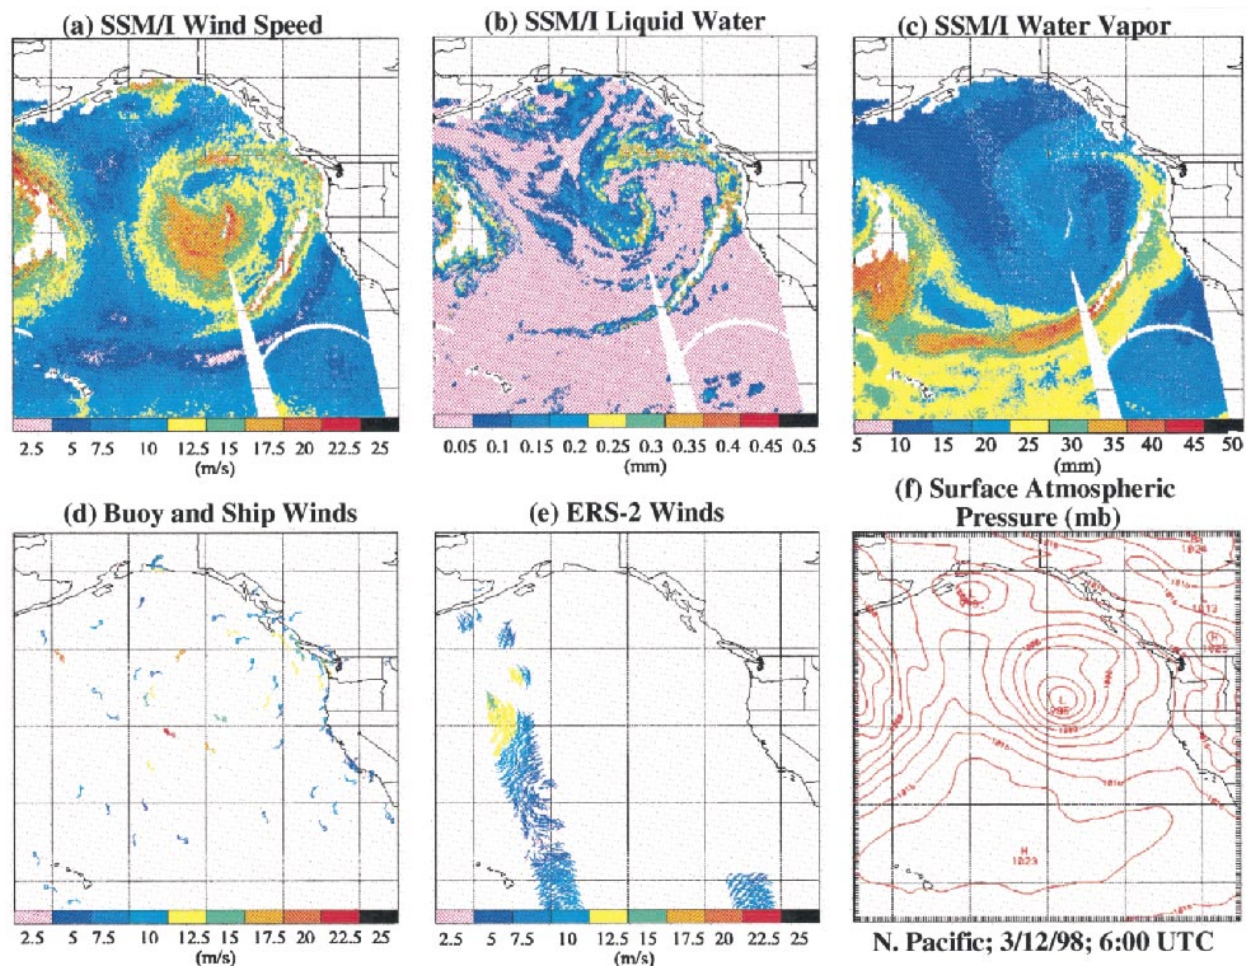 (a) SSM/I Wind Speed
(b) SSM/I Liquid Water
(c) SSM/I Water Vapor
2.5 5 7.5 10 12.5 15 17.5 20 22.5 25
(m/s)
0.05 0.1 0.15 0.2 0.25 0.3 0.35 0.4 0.45 0.5
(mm)
5 10 15 20 25 30 35 40 45 50
(mm)
(d) Buoy and Ship Winds
(e) ERS-2 Winds
(f) Surface Atmospheric
Pressure (mb)
2.5 5 7.5 10 12.5 15 17.5 20 22.5 25
(m/s)
2.5 5 7.5 10 12.5 15 17.5 20 22.5 25
(m/s)
1024
1013
H
1025
L
L
H
1023
N. Pacific; 3/12/98; 6:00 UTC